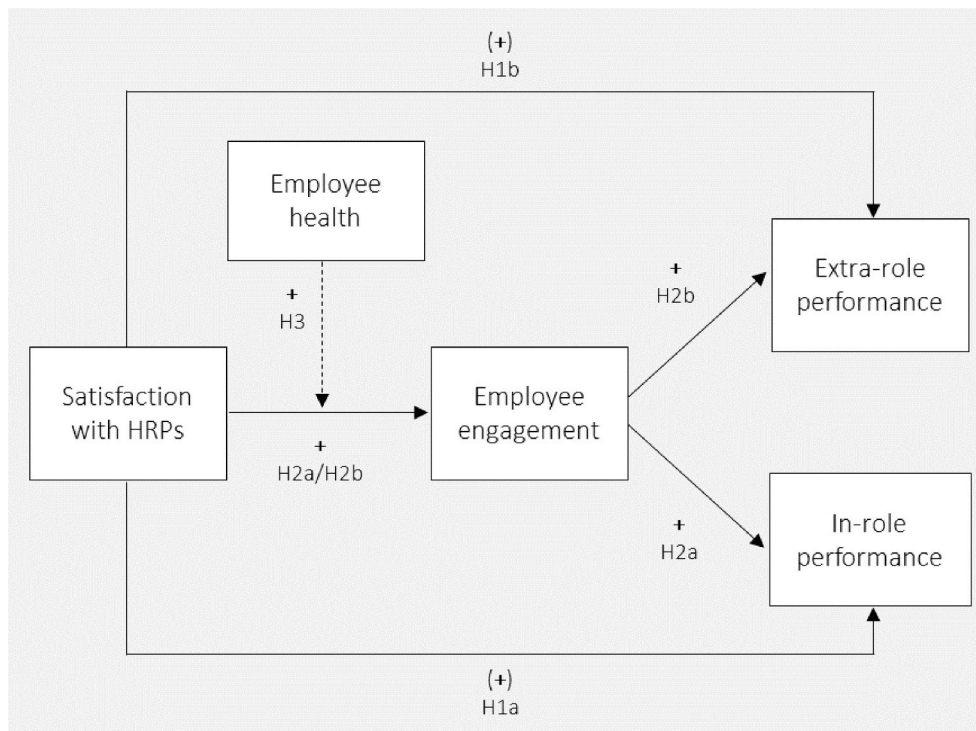 (+)
H1b
Employee
health
+
H3
Extra-role
performance
+
H2b
Satisfaction
with HRPs
+
H2a/H2b
Employee
engagement
+
H2a
In-role
performance
(+)
H1a